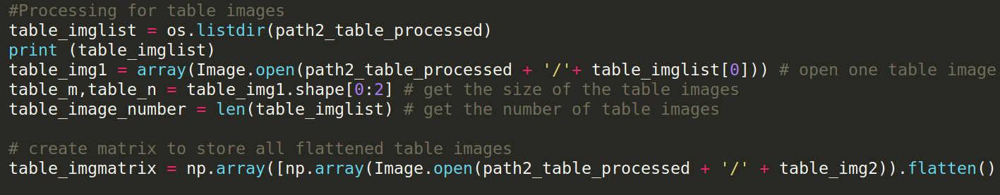 #Processing for table images
table_imglist = os.listdir(path2_table_processed)
print (table_imglist)
table_img1 = array(Image.open(path2_table_processed + '/'+ table_imglist[0])) # open one table image
table_m,table_n = table_img1.shape[0:2] # get the size of the table images
table_image_number = len(table_imglist) # get the number of table images
# create matrix to store all flattened table images
table_imgmatrix = np.array([np.array(Image.open(path2_table_processed + '/' + table_img2)).flatten()